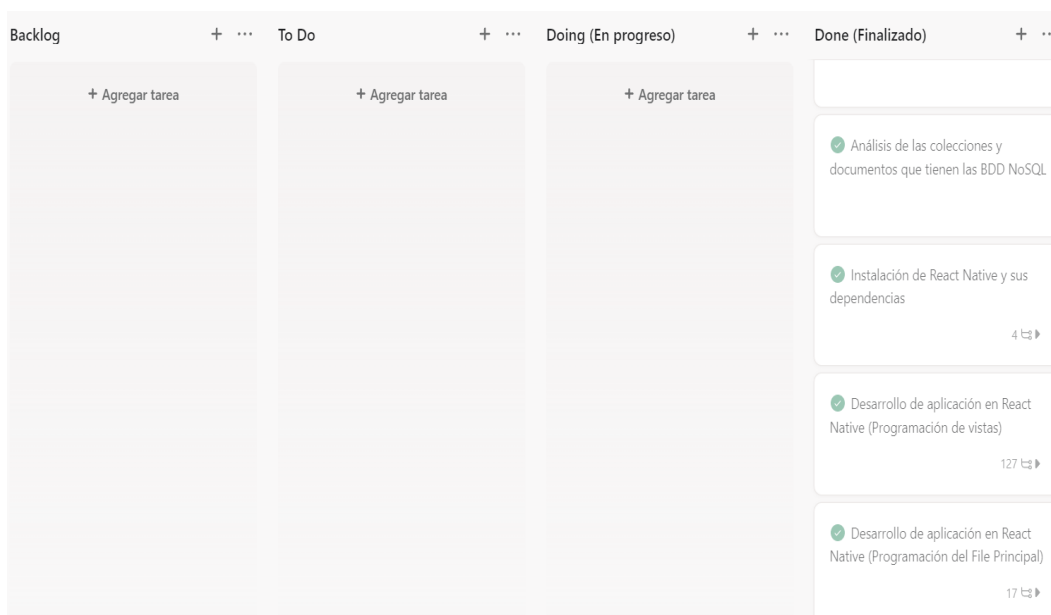 Backlog
To Do
Doing (En progreso)
Done (Finalizado)
+ Agregar tarea
+ Agregar tarea
+ Agregar tarea
Análisis de las colecciones y
documentos que tienen las BDD NoSQL
Instalación de React Native y sus
dependencias
4
Desarrollo de aplicación en React
Native (Programación de vistas)
127
Desarrollo de aplicación en React
Native (Programación del File Principal)
17